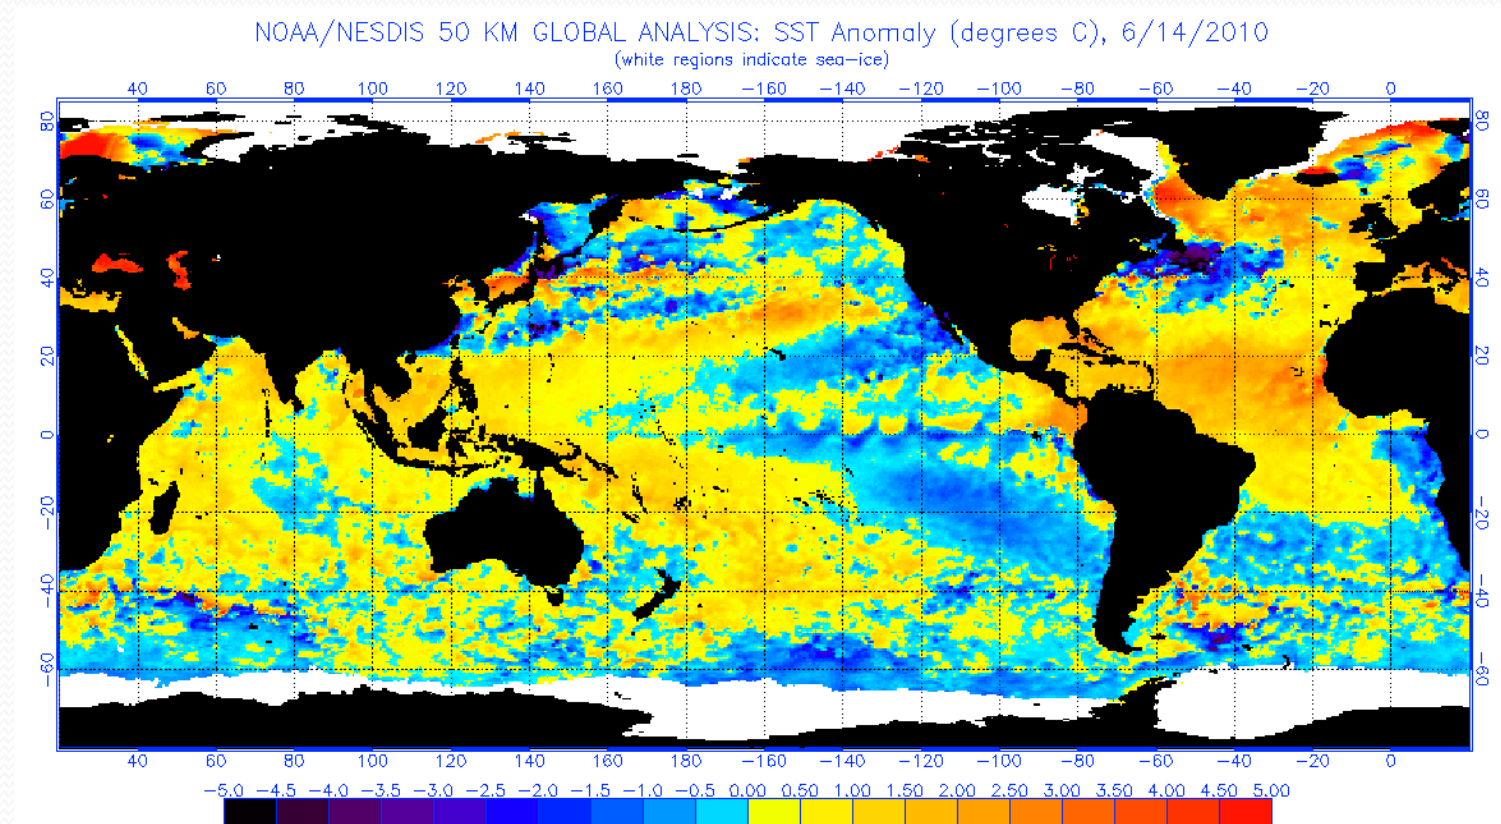 NOAA/NESDIS 50 KM GLOBAL ANALYSIS: SST Anomaly (degrees C), 6/14/2010
(white regions indicate sea-ice)
40 60 80 100 120 140 160 180 -160 -140 -120 -100 -80 -60 -40 -20 0
80 80
60 60
40 40
20 20
0 0
-20 -20
-40 -40
-60 -60
40 60 80 100 120 140 160 180 -160 -140 -120 -100 -80 -60 -40 -20 0
-5.0 -4.5 -4.0 -3.5 -3.0 -2.5 -2.0 -1.5 -1.0 -0.5 0.00 0.50 1.00 1.50 2.00 2.50 3.00 3.50 4.00 4.50 5.00